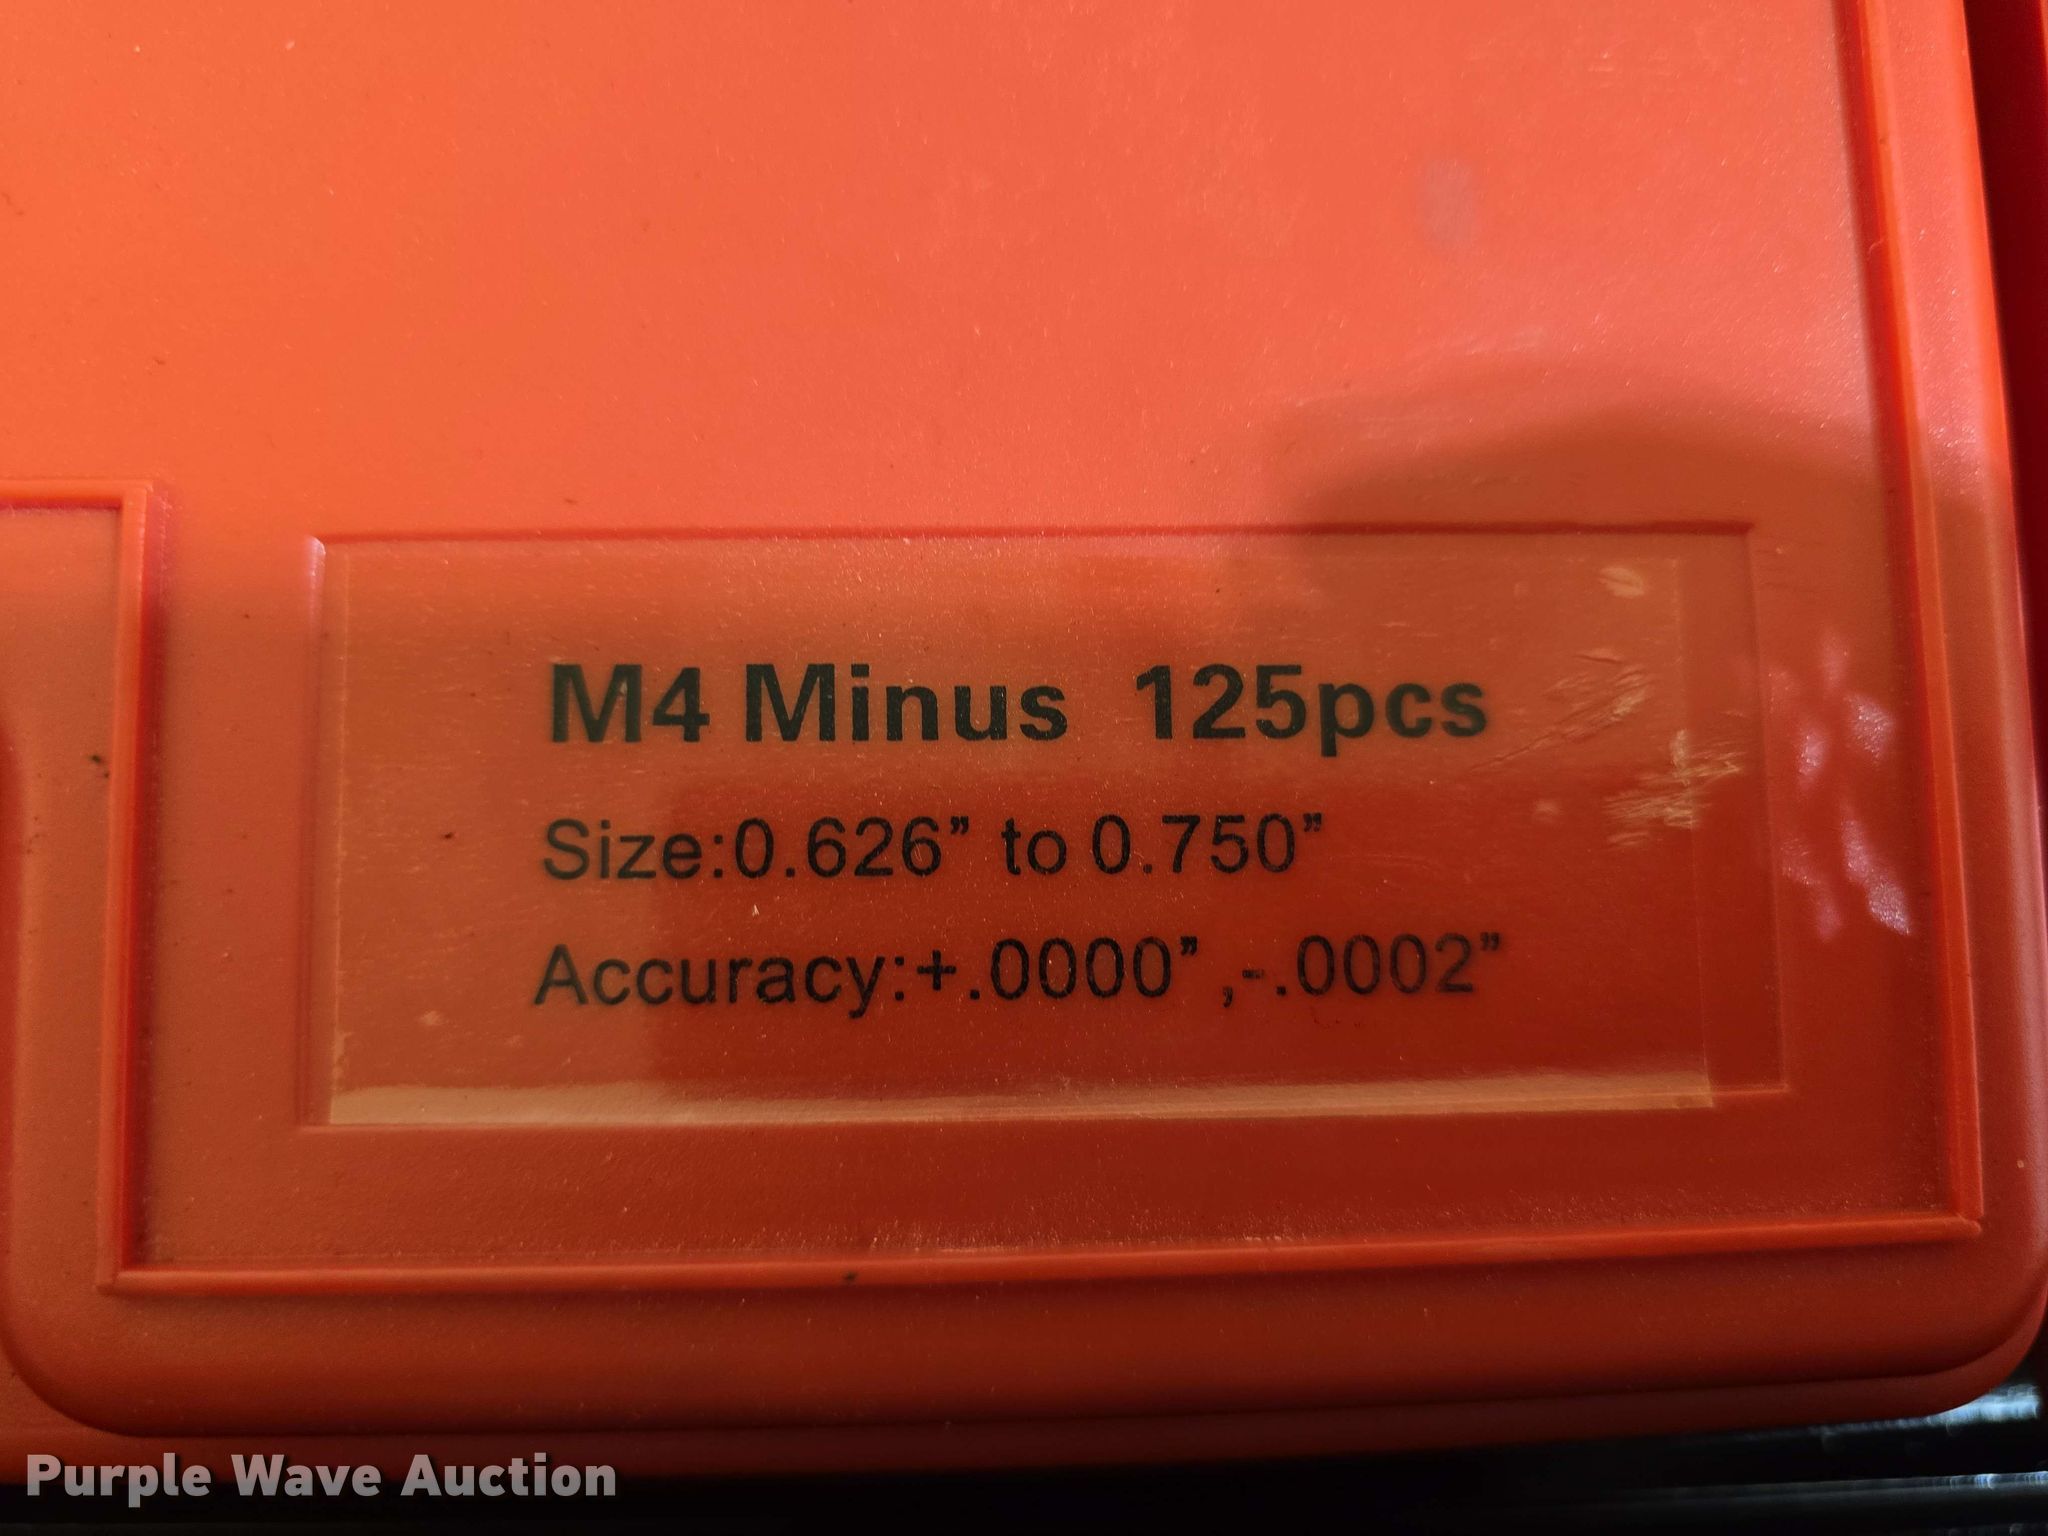 M4 Minus 125pcs
Size:0.626” to 0.750”
Accuracy:+.0000” ,-.0002”
Purple Wave Auction